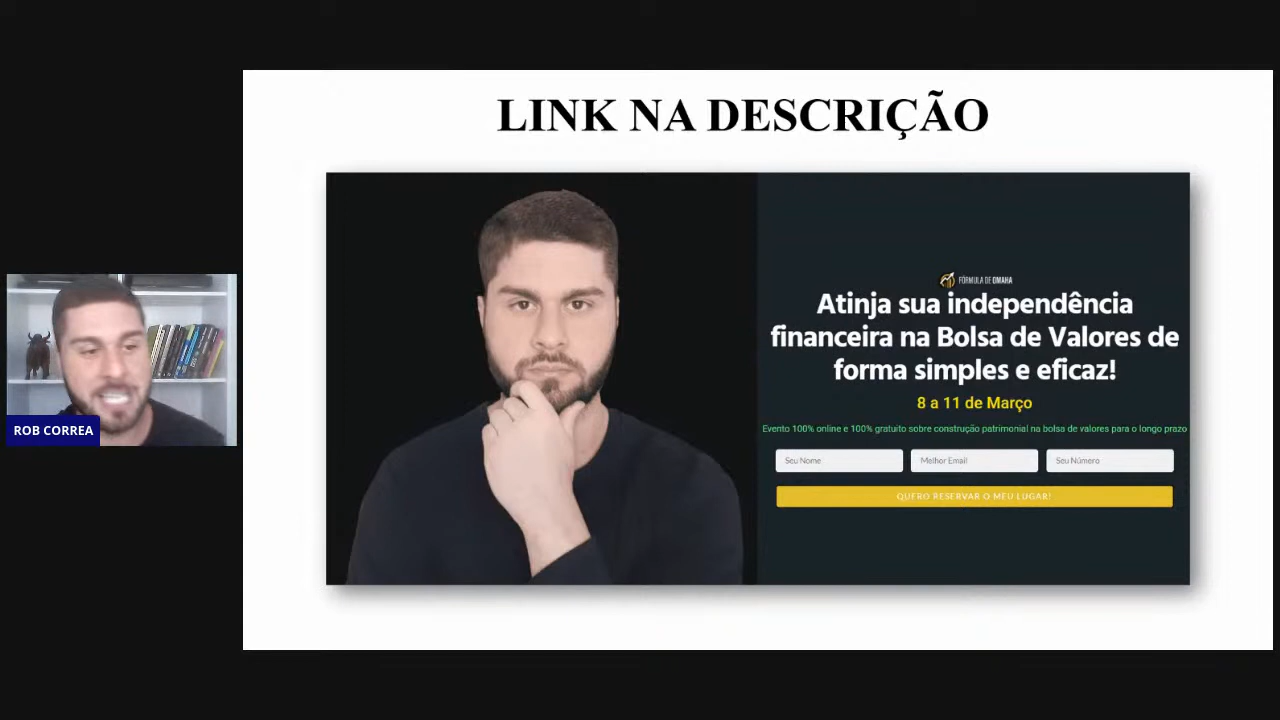 LINK NA DESCRIÇÃO
FÓRMULA DE OMAHA
Atinja sua independência
financeira na Bolsa de Valores de
forma simples e eficaz!
8 a 11 de Março
Evento 100% online e 100% gratuito sobre construção patrimonial na bolsa de valores para o longo prazo
Seu Nome Melhor Email Seu Número
QUERO RESERVAR O MEU LUGAR!
ROB CORREA